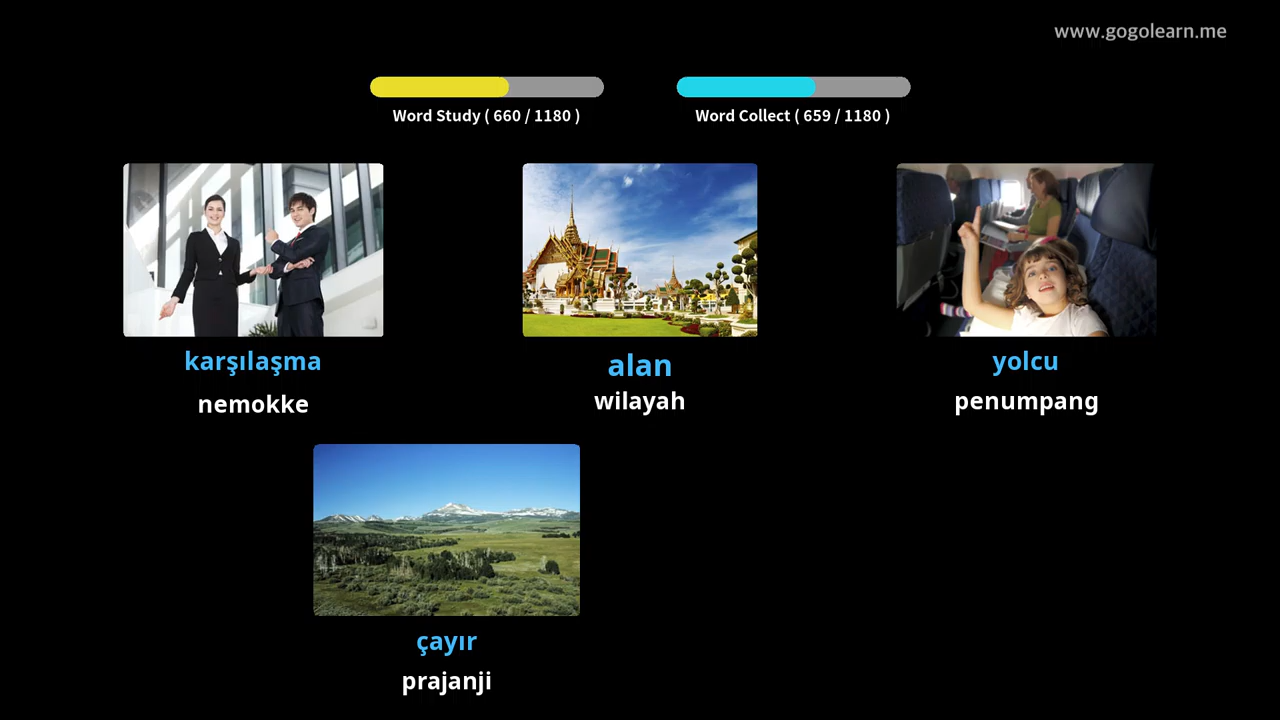 www.gogolearn.me
Word Study ( 660 / 1180 )
Word Collect ( 659 / 1180 )
karşılaşma
nemokke
alan
wilayah
yolcu
penumpang
çayır
prajanji